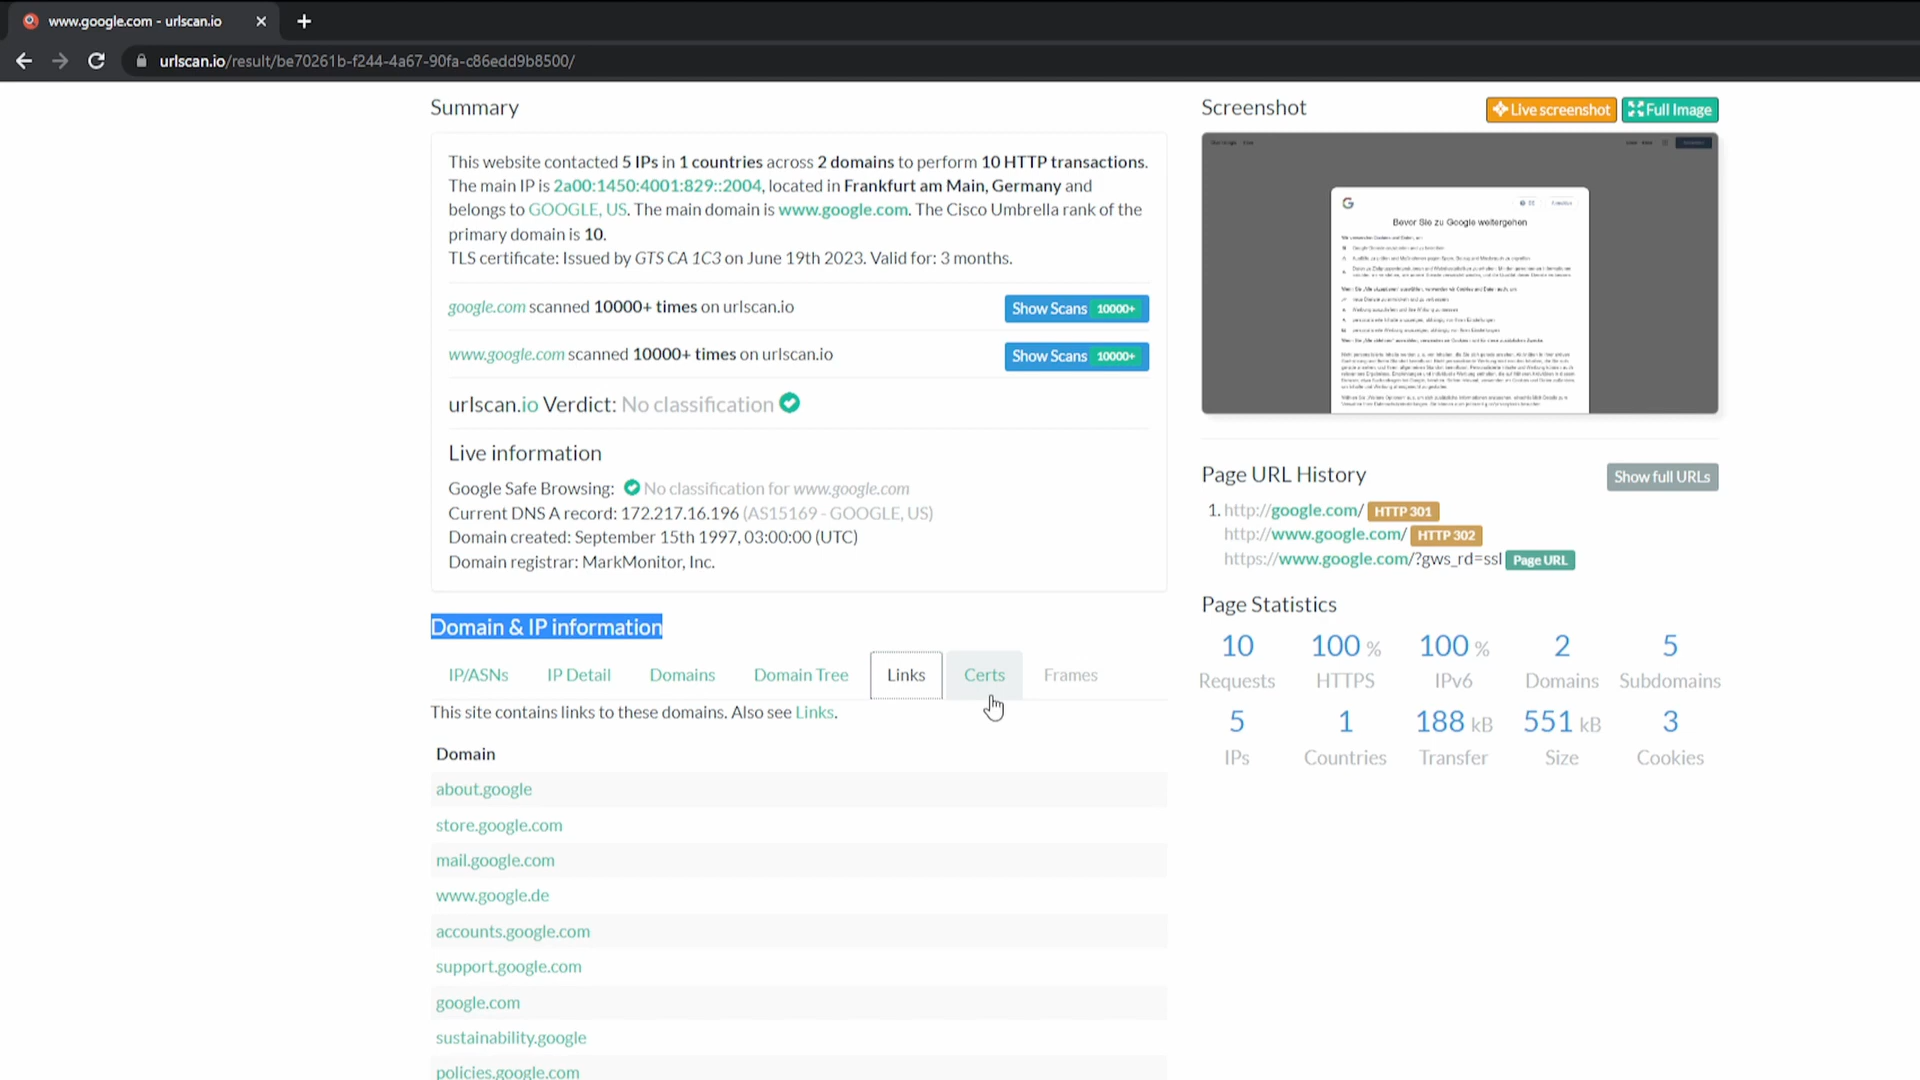 www.google.com - urlscan.io
urlscan.io/result/be70261b-f244-4a67-90fa-c86edd9b8500/
Summary
This website contacted 5 IPs in 1 countries across 2 domains to perform 10 HTTP transactions.
The main IP is 2a00:1450:4001:829::2004, located in Frankfurt am Main, Germany and
belongs to GOOGLE, US. The main domain is www.google.com. The Cisco Umbrella rank of the
primary domain is 10.
TLS certificate: Issued by GTS CA 1C3 on June 19th 2023. Valid for: 3 months.
google.com scanned 10000+ times on urlscan.io
Show Scans 10000+
www.google.com scanned 10000+ times on urlscan.io
Show Scans 10000+
urlscan.io Verdict: No classification
Live information
Google Safe Browsing: No classification for www.google.com
Current DNS A record: 172.217.16.196 (AS15169 - GOOGLE, US)
Domain created: September 15th 1997, 03:00:00 (UTC)
Domain registrar: MarkMonitor, Inc.
Domain & IP information
IP/ASNs IP Detail Domains Domain Tree Links Certs Frames
This site contains links to these domains. Also see Links.
Domain
about.google
store.google.com
mail.google.com
www.google.de
accounts.google.com
support.google.com
google.com
sustainability.google
policies.google.com
Screenshot
Live screenshot Full Image
G
Bevor Sie zu Google weitergehen
Page URL History
Show full URLs
1. http://google.com/ HTTP 301
http://www.google.com/ HTTP 302
https://www.google.com/?gws_rd=ssl Page URL
Page Statistics
10 100 % 100 % 2 5
Requests HTTPS IPv6 Domains Subdomains
5 1 188 kB 551 kB 3
IPs Countries Transfer Size Cookies